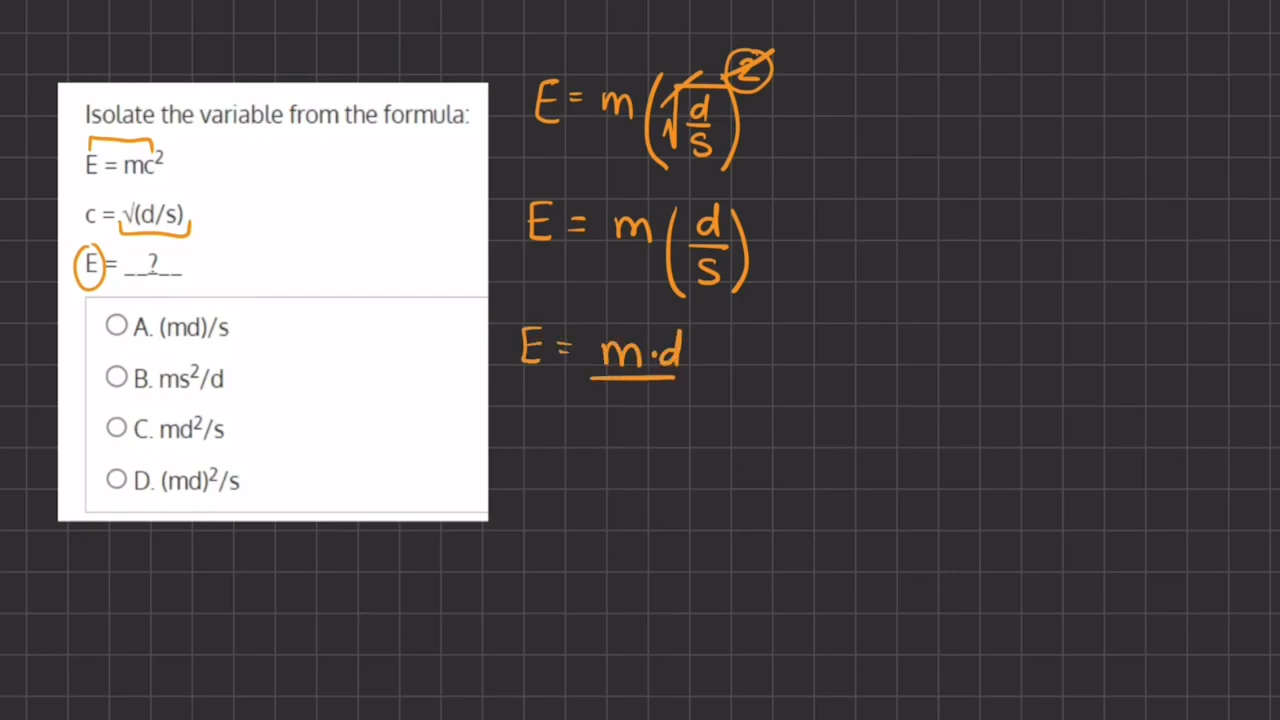 Isolate the variable from the formula:
E = mc²
c = √(d/s)
E = __?__
A. (md)/s
B. ms²/d
C. md²/s
D. (md)²/s
E = m(√(d/s))²
E = m(d/s)
E = m·d